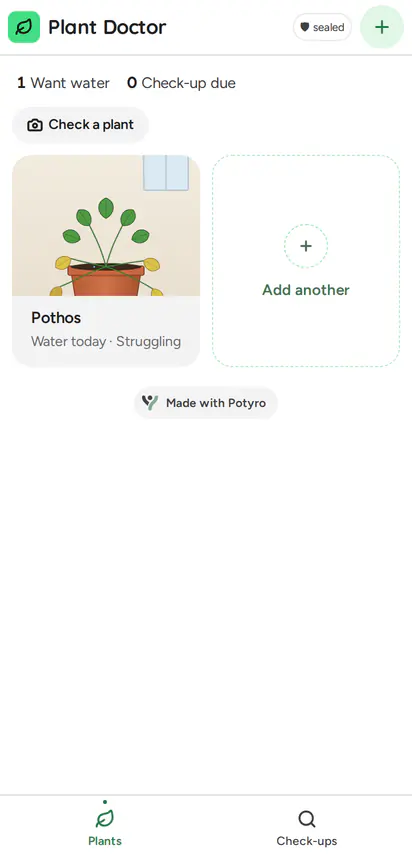 Plant Doctor
sealed
1 Want water 0 Check-up due
Check a plant
Pothos
Water today · Struggling
Add another
Made with Potyro
Plants
Check-ups